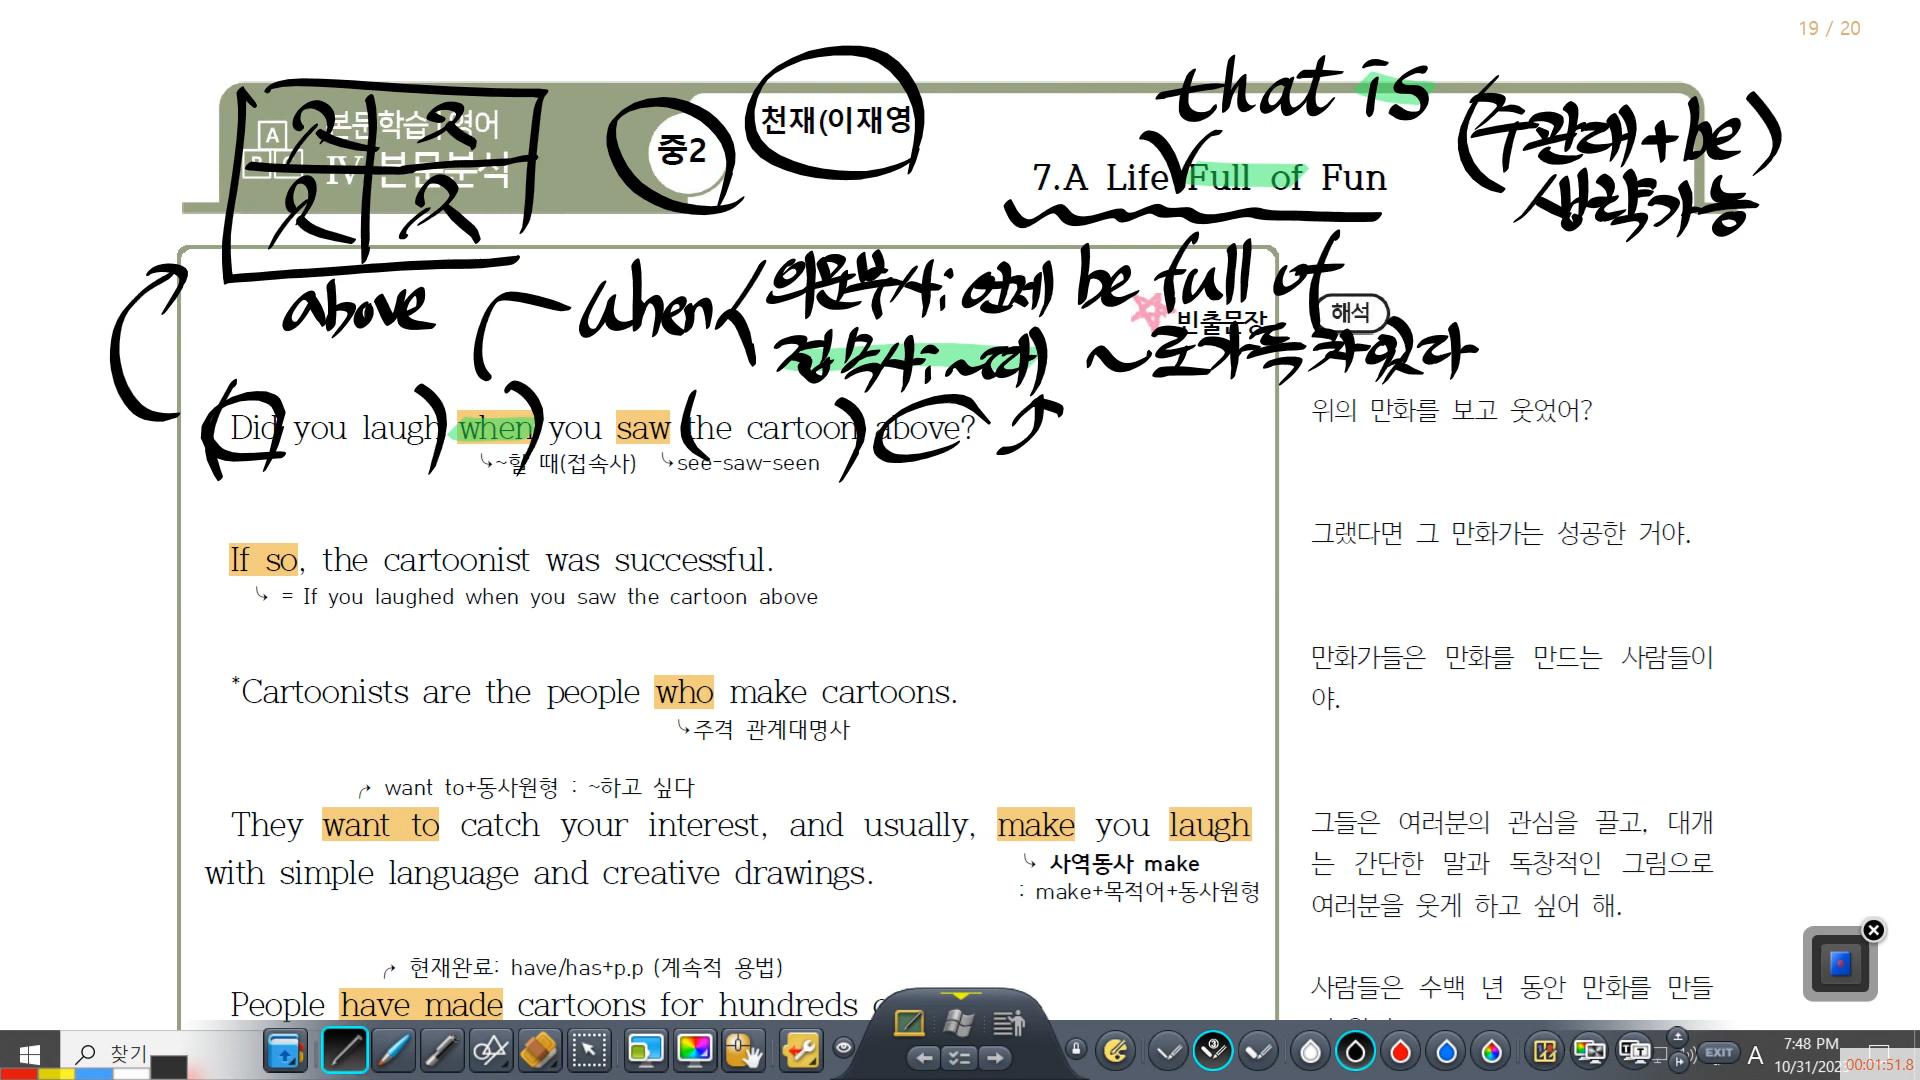 19 / 20
that is
본문학습 영어
Ⅳ 본문분석
중2
천재(이재영
(주관대+be)
생략가능
7.A Life Full of Fun
above
when
의문부사: 언제
접속사: ~때
be full of
~로 가득 차있다
빈출문장
해석
Did you laugh when you saw the cartoon above?
~할 때(접속사) see-saw-seen
위의 만화를 보고 웃었어?
If so, the cartoonist was successful.
= If you laughed when you saw the cartoon above
그랬다면 그 만화가는 성공한 거야.
*Cartoonists are the people who make cartoons.
주격 관계대명사
만화가들은 만화를 만드는 사람들이
야.
want to+동사원형 : ~하고 싶다
They want to catch your interest, and usually, make you laugh
with simple language and creative drawings.
사역동사 make
: make+목적어+동사원형
그들은 여러분의 관심을 끌고, 대개
는 간단한 말과 독창적인 그림으로
여러분을 웃게 하고 싶어 해.
현재완료: have/has+p.p (계속적 용법)
People have made cartoons for hundreds
사람들은 수백 년 동안 만화를 만들
찾기
EXIT
A
7:48 PM
10/31/202
00:01:51.8